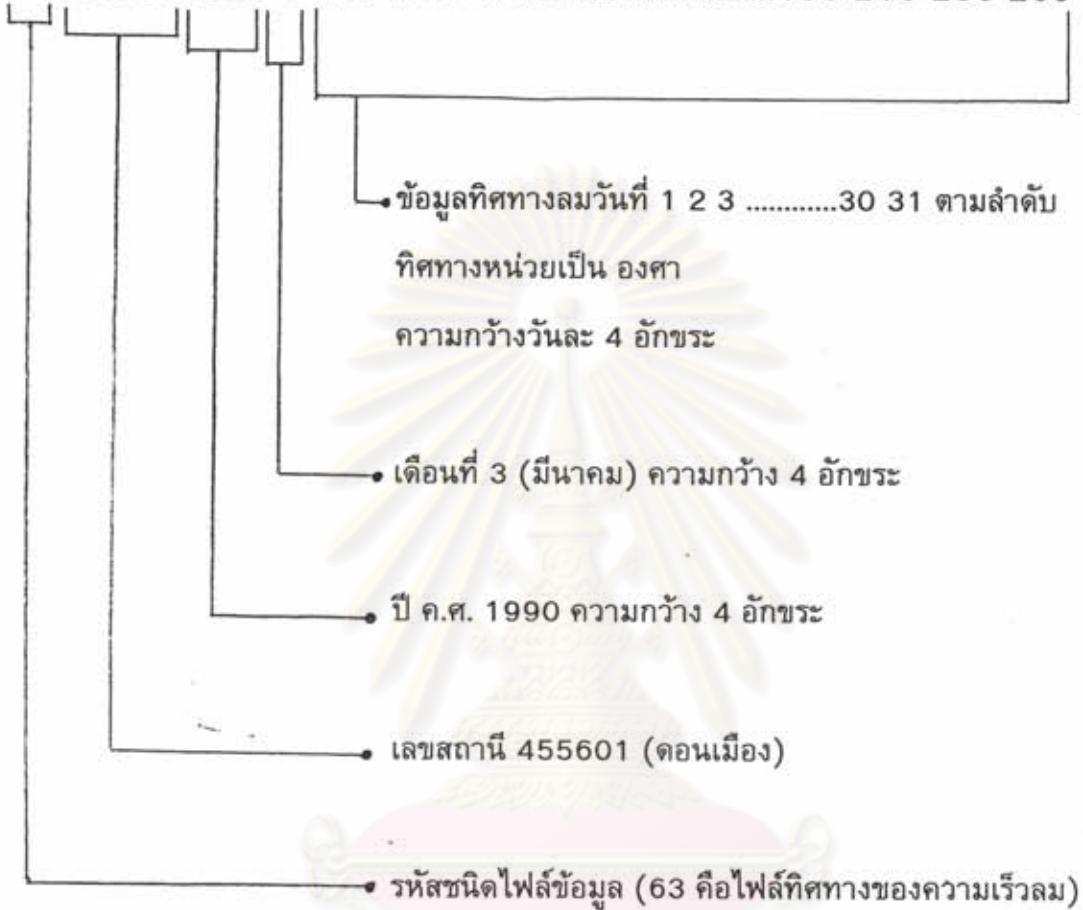 ข้อมูลทิศทางลมวันที่ 1 2 3 ............30 31 ตามลำดับ
ทิศทางหน่วยเป็น องศา
ความกว้างวันละ 4 อักขระ
เดือนที่ 3 (มีนาคม) ความกว้าง 4 อักขระ
ปี ค.ศ. 1990 ความกว้าง 4 อักขระ
เลขสถานี 455601 (ดอนเมือง)
รหัสชนิดไฟล์ข้อมูล (63 คือไฟล์ทิศทางของความเร็วลม)